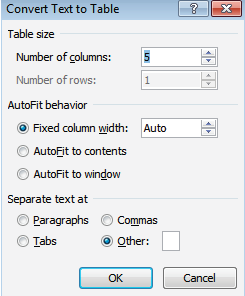 Convert Text to Table
Table size
Number of columns: 5
Number of rows: 1
AutoFit behavior
Fixed column width: Auto
AutoFit to contents
AutoFit to window
Separate text at
Paragraphs Commas
Tabs Other:
OK Cancel